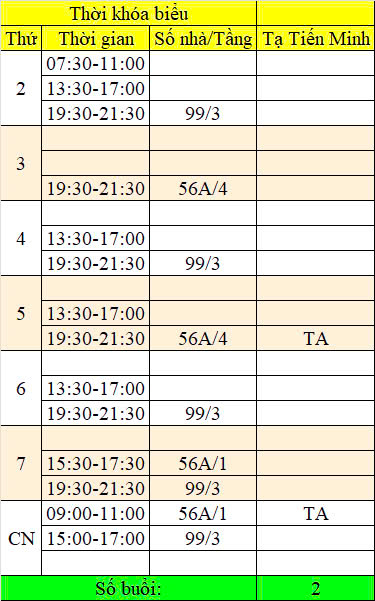 Thời khóa biểu
Thứ Thời gian Số nhà/Tầng Tạ Tiến Minh
2
07:30-11:00
13:30-17:00
19:30-21:30 99/3
3
19:30-21:30 56A/4
4
13:30-17:00
19:30-21:30 99/3
5
13:30-17:00
19:30-21:30 56A/4 TA
6
13:30-17:00
19:30-21:30 99/3
7
15:30-17:30 56A/1
19:30-21:30 99/3
CN
09:00-11:00 56A/1 TA
15:00-17:00 99/3
Số buổi: 2